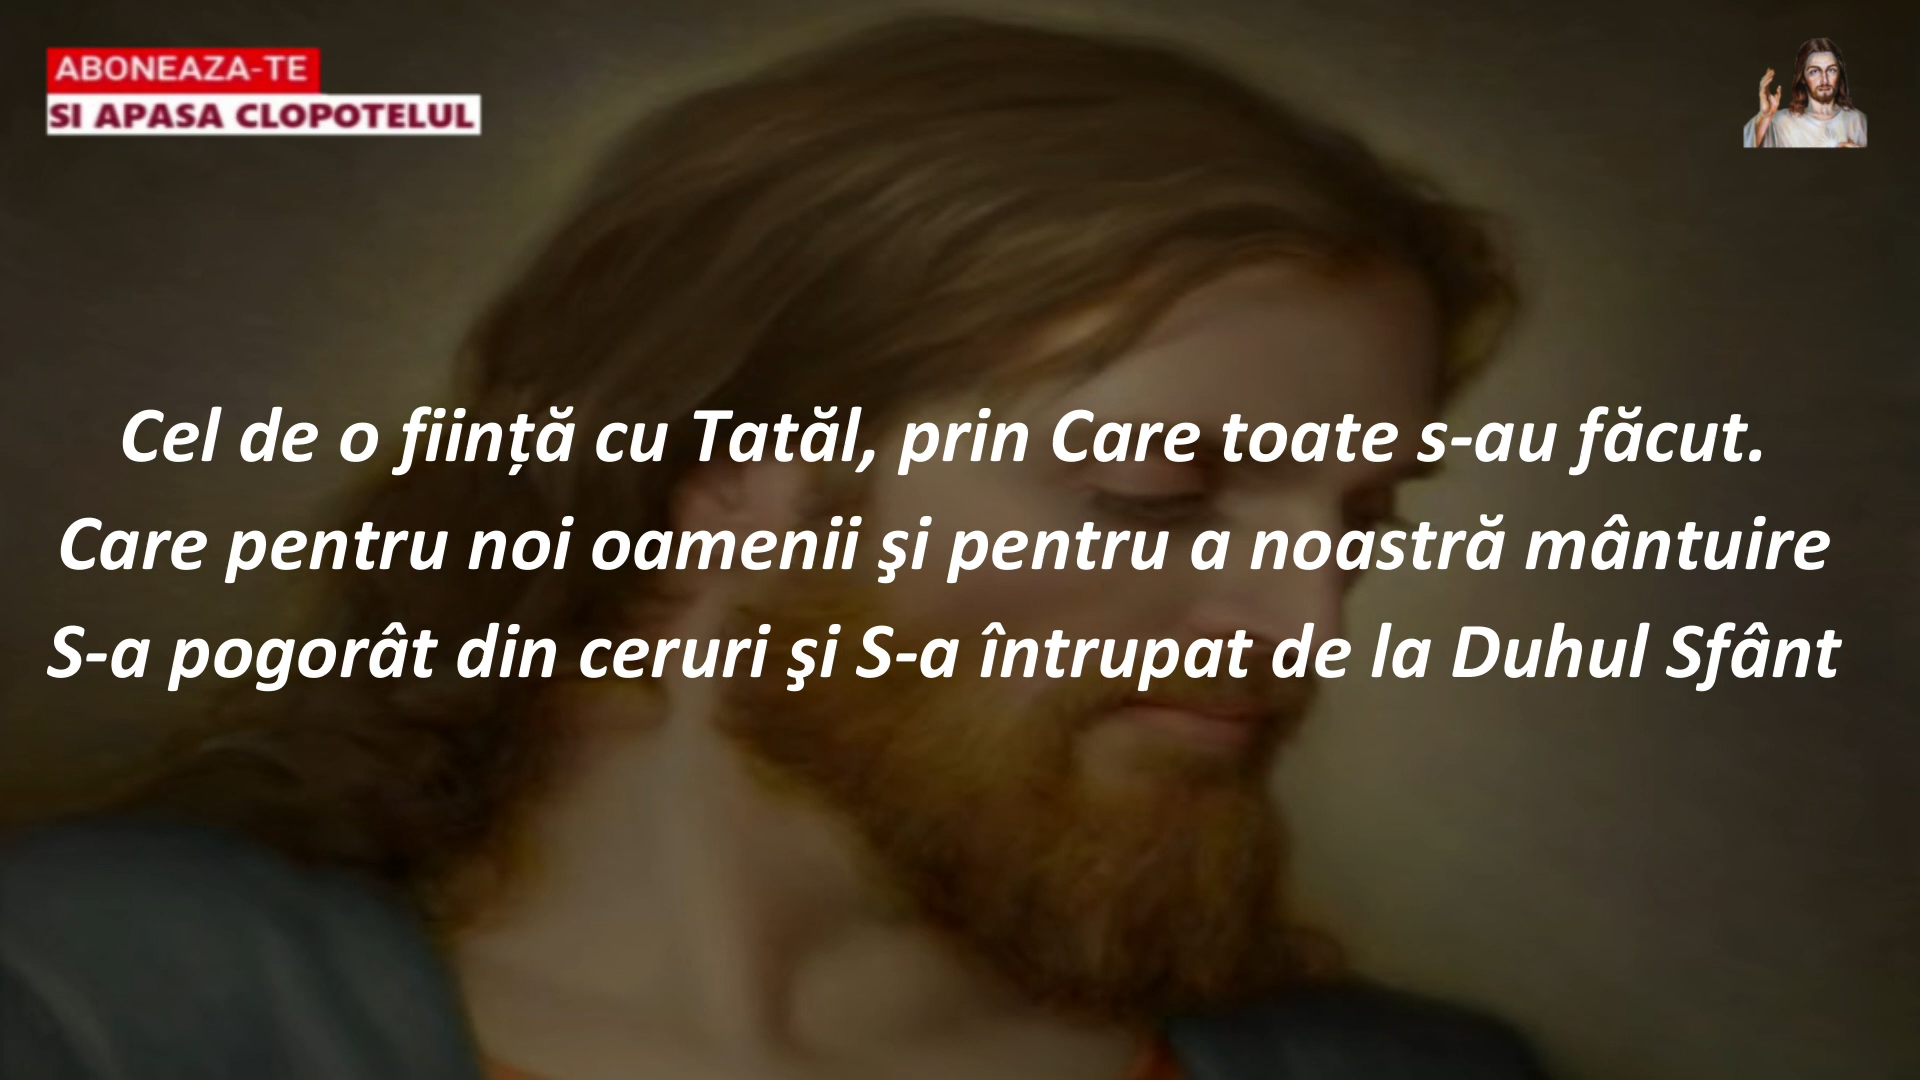 ABONEAZA-TE
SI APASA CLOPOTELUL
Cel de o ființă cu Tatăl, prin Care toate s-au făcut.
Care pentru noi oamenii şi pentru a noastră mântuire
S-a pogorât din ceruri şi S-a întrupat de la Duhul Sfânt